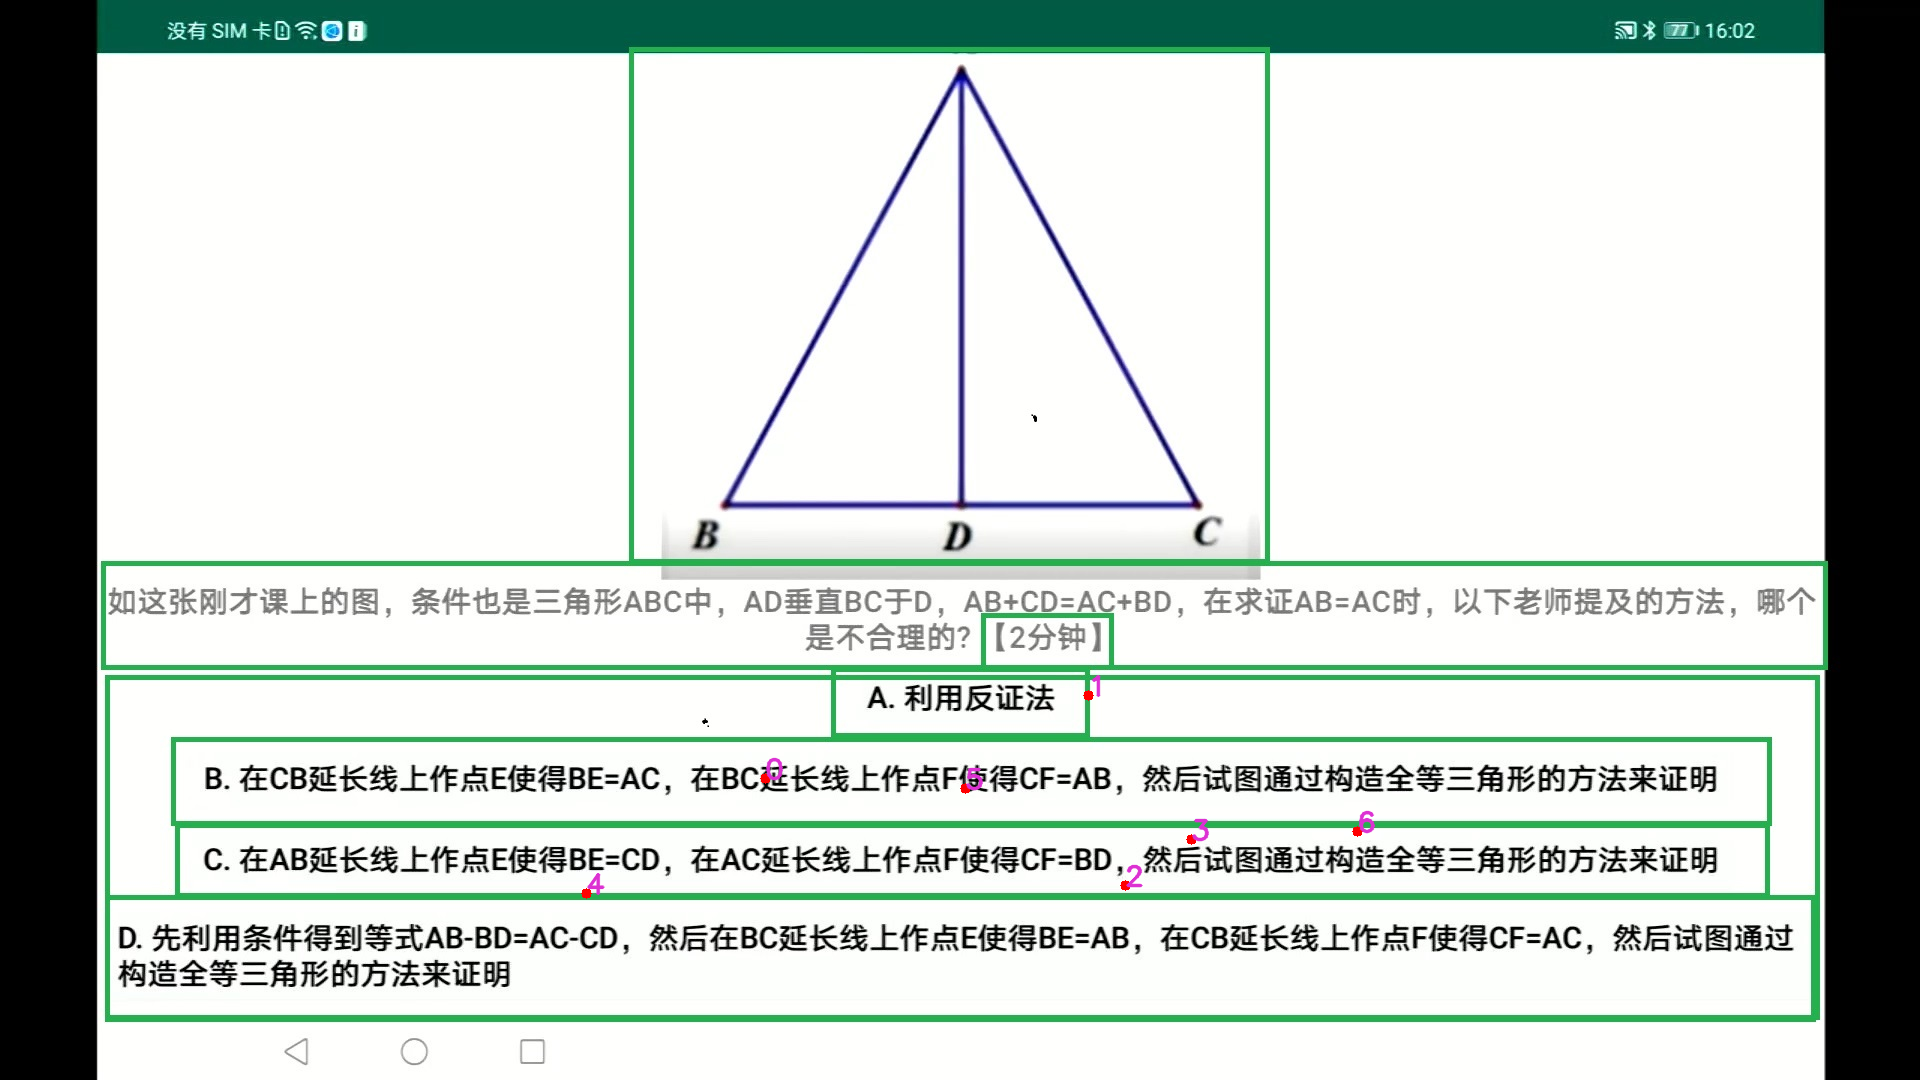 没有 SIM 卡
77 16:02
B D C
如这张刚才课上的图，条件也是三角形ABC中，AD垂直BC于D，AB+CD=AC+BD，在求证AB=AC时，以下老师提及的方法，哪个
是不合理的？【2分钟】
A. 利用反证法
1
B. 在CB延长线上作点E使得BE=AC，在BC延长线上作点F使得CF=AB，然后试图通过构造全等三角形的方法来证明
0 5
3 6
C. 在AB延长线上作点E使得BE=CD，在AC延长线上作点F使得CF=BD，然后试图通过构造全等三角形的方法来证明
4 2
D. 先利用条件得到等式AB-BD=AC-CD，然后在BC延长线上作点E使得BE=AB，在CB延长线上作点F使得CF=AC，然后试图通过
构造全等三角形的方法来证明